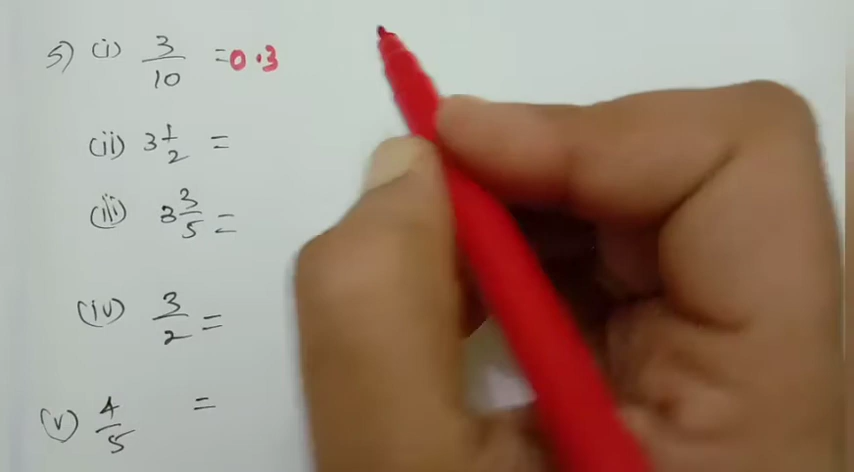 5) (i) 3/10 = 0.3
(ii) 3 1/2 =
(iii) 3 3/5 =
(iv) 3/2 =
(v) 4/5 =